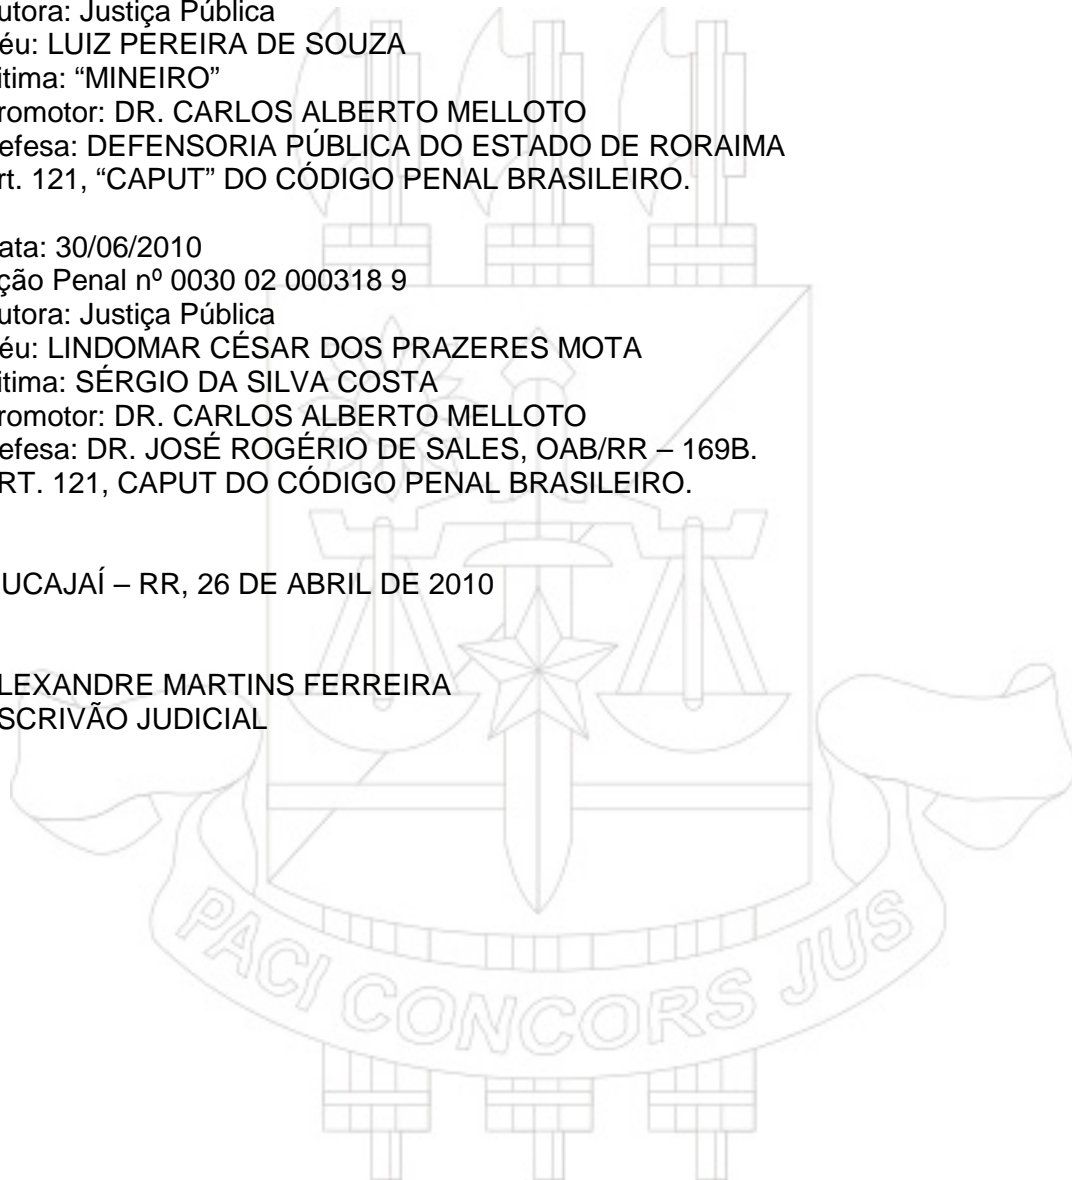 utora: Justiça Pública
éu: LUIZ PEREIRA DE SOUZA
itima: “MINEIRO”
romotor: DR. CARLOS ALBERTO MELLOTO
efesa: DEFENSORIA PÚBLICA DO ESTADO DE RORAIMA
rt. 121, “CAPUT” DO CÓDIGO PENAL BRASILEIRO.
ata: 30/06/2010
ção Penal nº 0030 02 000318 9
utora: Justiça Pública
éu: LINDOMAR CÉSAR DOS PRAZERES MOTA
itima: SÉRGIO DA SILVA COSTA
romotor: DR. CARLOS ALBERTO MELLOTO
efesa: DR. JOSÉ ROGÉRIO DE SALES, OAB/RR – 169B.
RT. 121, CAPUT DO CÓDIGO PENAL BRASILEIRO.
UCAJAÍ – RR, 26 DE ABRIL DE 2010
LEXANDRE MARTINS FERREIRA
SCRIVÃO JUDICIAL
PACI CONCORS JUS